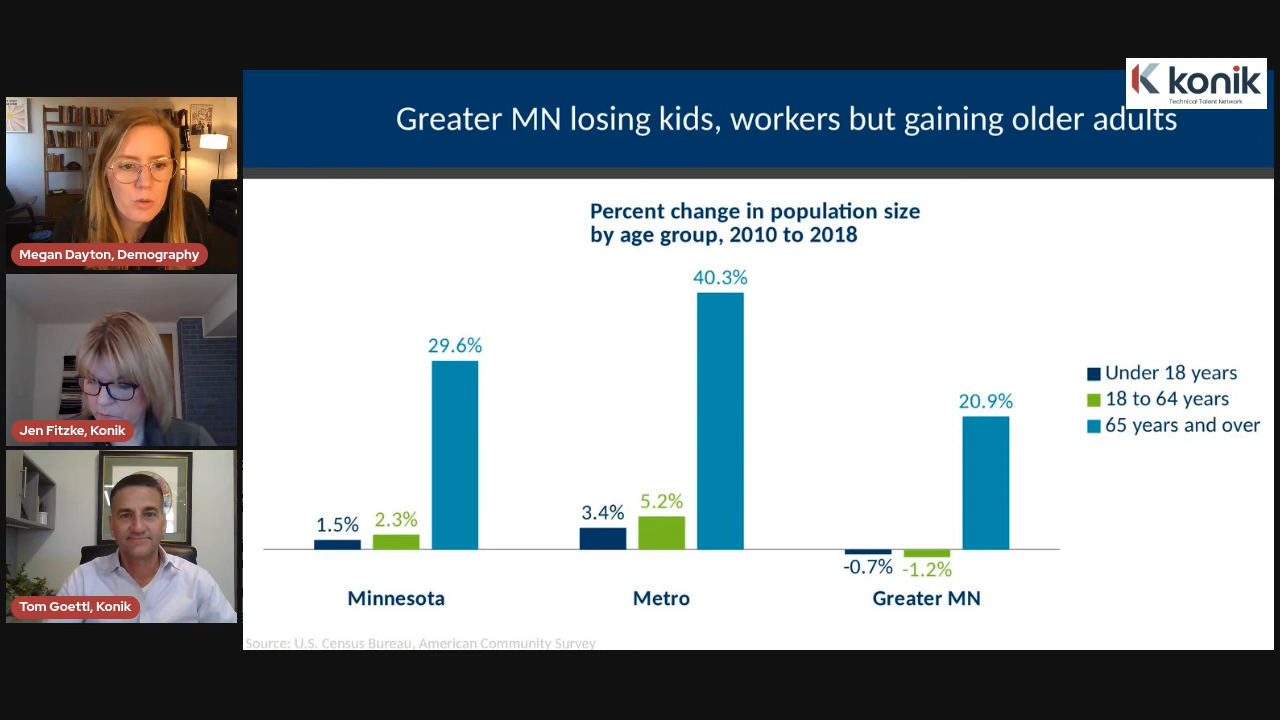 konik
Technical Talent Network
Greater MN losing kids, workers but gaining older adults
Megan Dayton, Demography
Jen Fitzke, Konik
Tom Goettl, Konik
Percent change in population size
by age group, 2010 to 2018
1.5%
2.3%
29.6%
3.4%
5.2%
40.3%
-0.7%
-1.2%
20.9%
Minnesota
Metro
Greater MN
Under 18 years
18 to 64 years
65 years and over
Source: U.S. Census Bureau, American Community Survey